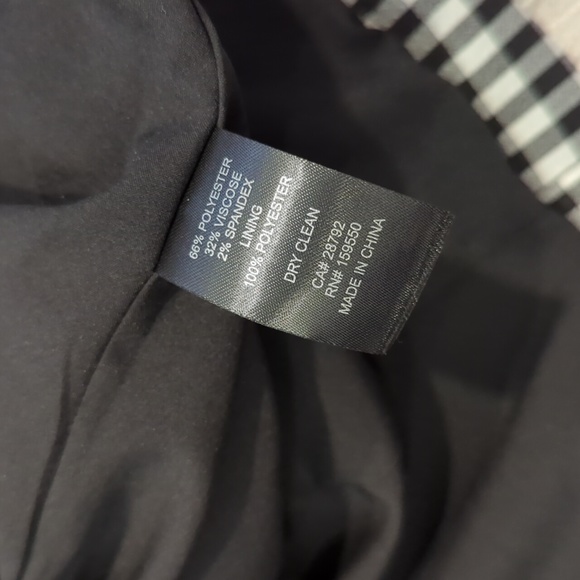 66% POLYESTER
32% VISCOSE
2% SPANDEX
LINING
100% POLYESTER
DRY CLEAN
CA# 28792
RN# 159550
MADE IN CHINA